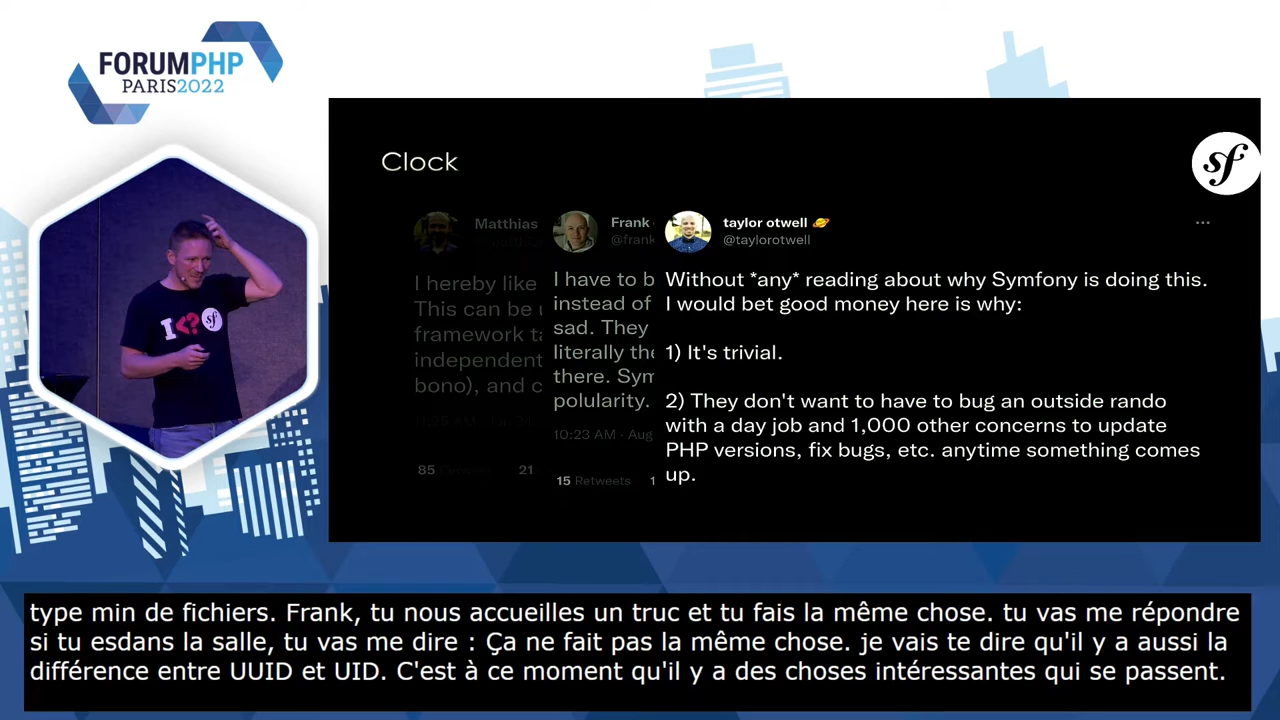 FORUMPHP
PARIS2022
Clock
sf
Matthias
Frank
@frank
taylor otwell
@taylorotwell
I hereby like
This can be
framework ta
independent
bono), and c
85
21
I have to b
instead of
sad. They
literally the
there. Sym
polularity.
10:23 AM · Aug
15 Retweets
Without *any* reading about why Symfony is doing this.
I would bet good money here is why:
1) It's trivial.
2) They don't want to have to bug an outside rando
with a day job and 1,000 other concerns to update
PHP versions, fix bugs, etc. anytime something comes
up.
I <? sf
type min de fichiers. Frank, tu nous accueilles un truc et tu fais la même chose. tu vas me répondre
si tu esdans la salle, tu vas me dire : Ça ne fait pas la même chose. je vais te dire qu'il y a aussi la
différence entre UUID et UID. C'est à ce moment qu'il y a des choses intéressantes qui se passent.